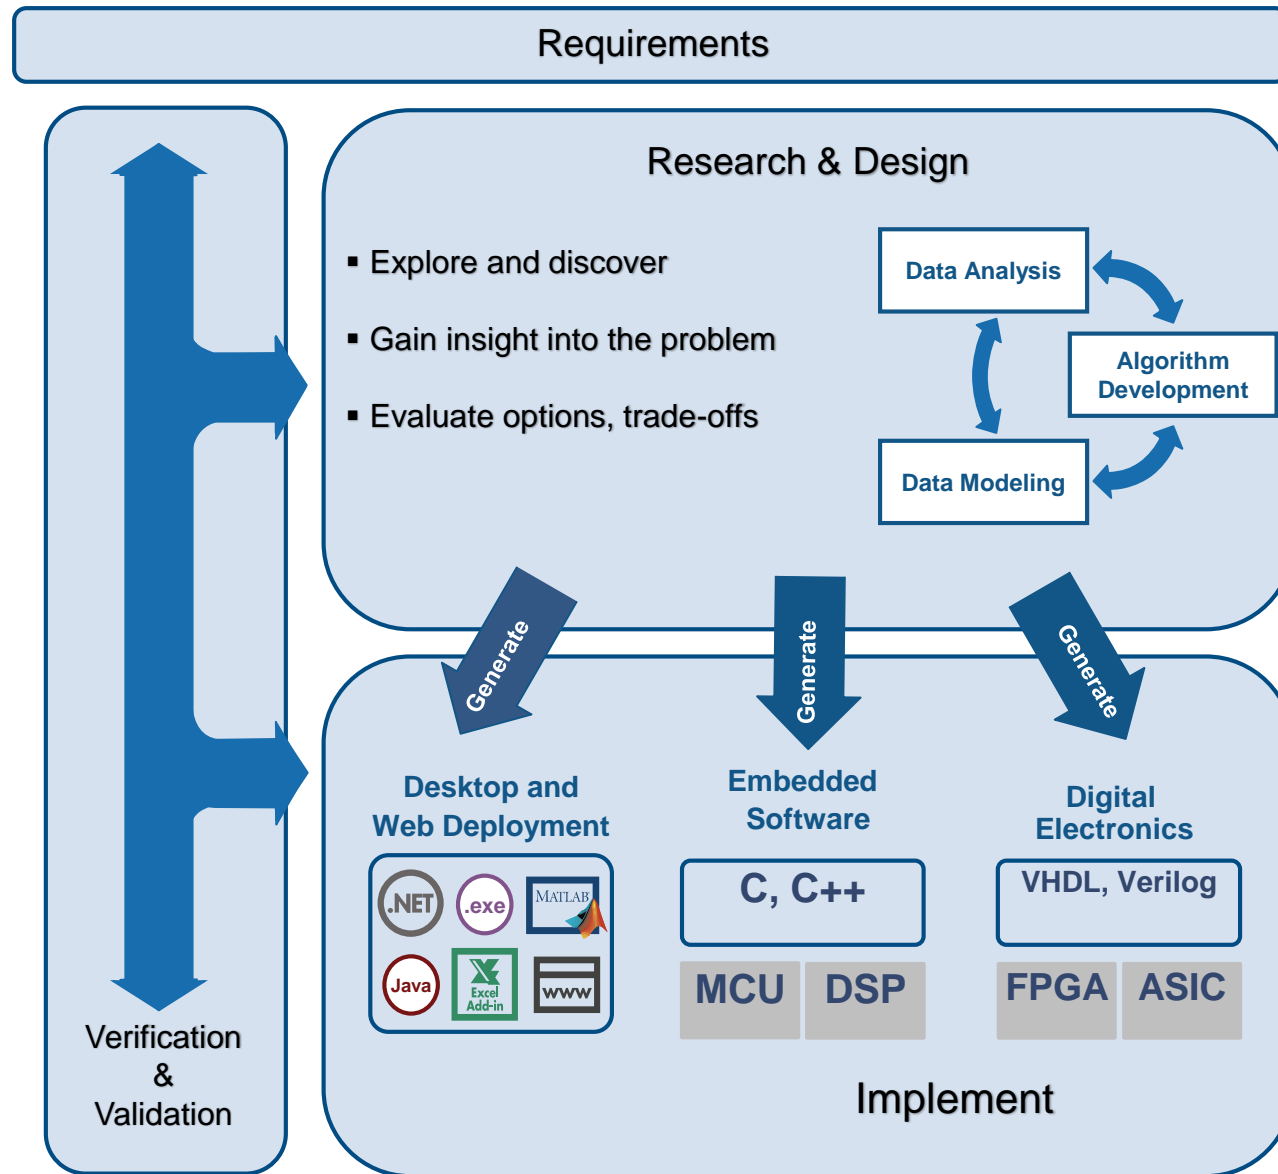 Requirements
Research & Design
▪ Explore and discover
▪ Gain insight into the problem
▪ Evaluate options, trade-offs
Data Analysis
Algorithm
Development
Data Modeling
Generate
Generate
Generate
Desktop and
Web Deployment
.NET
.exe
MATLAB
Java
Excel
Add-in
www
Embedded
Software
C, C++
MCU
DSP
Digital
Electronics
VHDL, Verilog
FPGA
ASIC
Implement
Verification
&
Validation